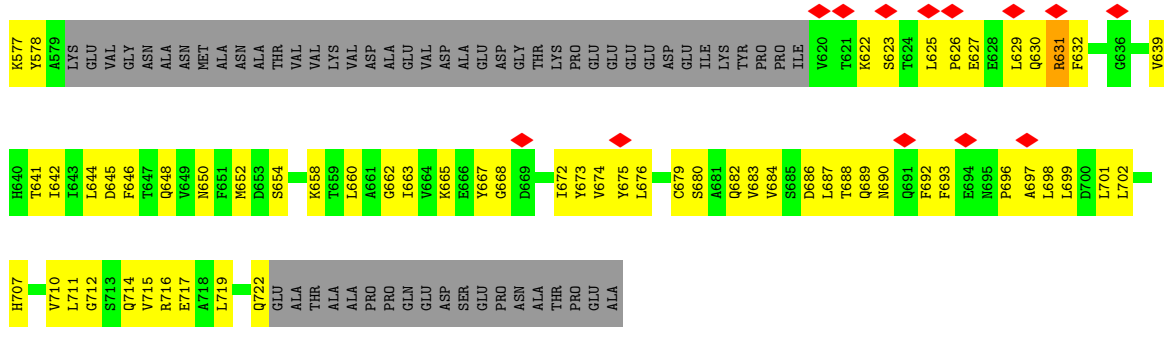 K577 Y578 A579 LYS GLU VAL GLY ASN ALA ASN MET ALA ASN ALA THR VAL VAL LYS VAL ASP ALA GLU VAL ASP ALA GLU ASP GLY THR LYS PRO GLU GLU GLU GLU ASP GLU ILE LYS TYR PRO PRO ILE V620 T621 K622 S623 T624 L625 P626 E627 E628 L629 Q630 R631 F632 G636 V639
H640 T641 I642 I643 L644 D645 F646 T647 Q648 V649 N650 F651 M652 D653 S654 K658 T659 L660 A661 G662 I663 V664 K665 E666 Y667 G668 D669 I672 Y673 V674 Y675 L676 C679 S680 A681 Q682 V683 V684 S685 D686 L687 T688 Q689 N690 Q691 F692 F693 E694 N695 P696 A697 L698 L699 D700 L701 L702
H707 V710 L711 G712 S713 Q714 V715 R716 E717 A718 L719 Q722 GLU ALA THR ALA ALA PRO PRO GLN GLU ASP SER GLU PRO ASN ALA THR PRO GLU ALA